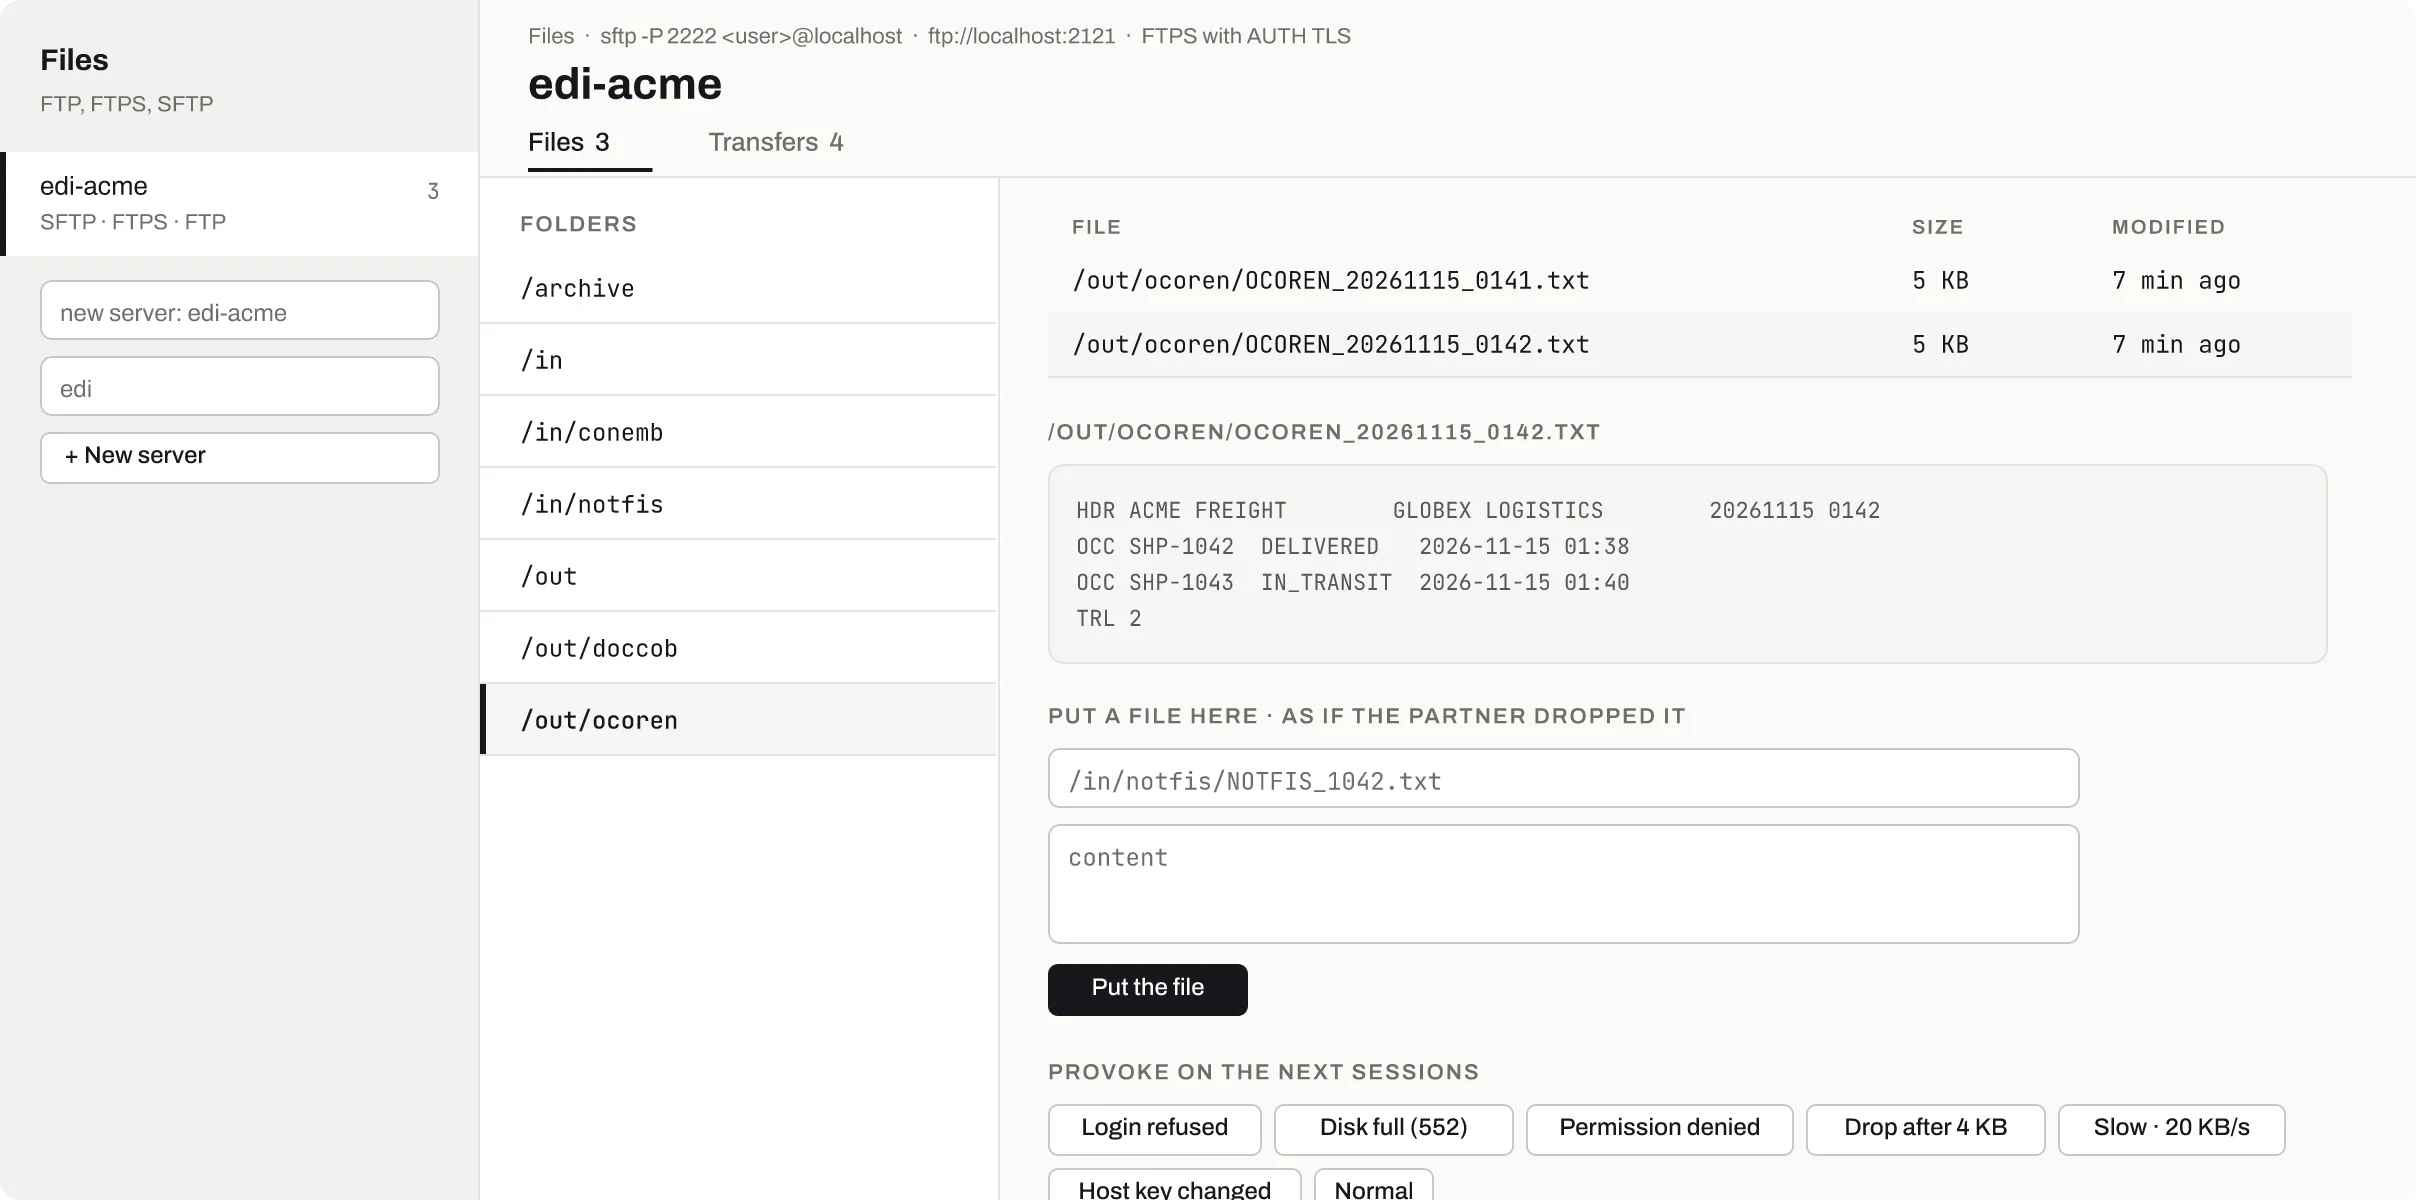 Files
FTP, FTPS, SFTP
edi-acme
3
SFTP · FTPS · FTP
new server: edi-acme
edi
+ New server
Files · sftp -P 2222 <user>@localhost · ftp://localhost:2121 · FTPS with AUTH TLS
edi-acme
Files 3
Transfers 4
FOLDERS
/archive
/in
/in/conemb
/in/notfis
/out
/out/doccob
/out/ocoren
FILE SIZE MODIFIED
/out/ocoren/OCOREN_20261115_0141.txt 5 KB 7 min ago
/out/ocoren/OCOREN_20261115_0142.txt 5 KB 7 min ago
/OUT/OCOREN/OCOREN_20261115_0142.TXT
HDR ACME FREIGHT        GLOBEX LOGISTICS        20261115 0142
OCC SHP-1042  DELIVERED   2026-11-15 01:38
OCC SHP-1043  IN_TRANSIT  2026-11-15 01:40
TRL 2
PUT A FILE HERE · AS IF THE PARTNER DROPPED IT
/in/notfis/NOTFIS_1042.txt
content
Put the file
PROVOKE ON THE NEXT SESSIONS
Login refused
Disk full (552)
Permission denied
Drop after 4 KB
Slow · 20 KB/s
Host key changed
Normal